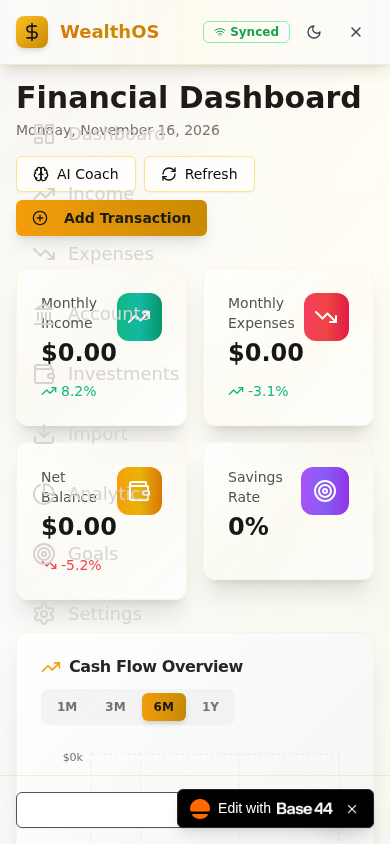 WealthOS
Synced
Financial Dashboard
Monday, November 16, 2026
Dashboard
AI Coach
Refresh
Income
Add Transaction
Expenses
Monthly
Income
$0.00
8.2%
Monthly
Expenses
$0.00
-3.1%
Accounts
Investments
Import
Net
Balance
$0.00
-5.2%
Savings
Rate
0%
Analytics
Goals
Settings
Cash Flow Overview
1M
3M
6M
1Y
$0k
Edit with Base44